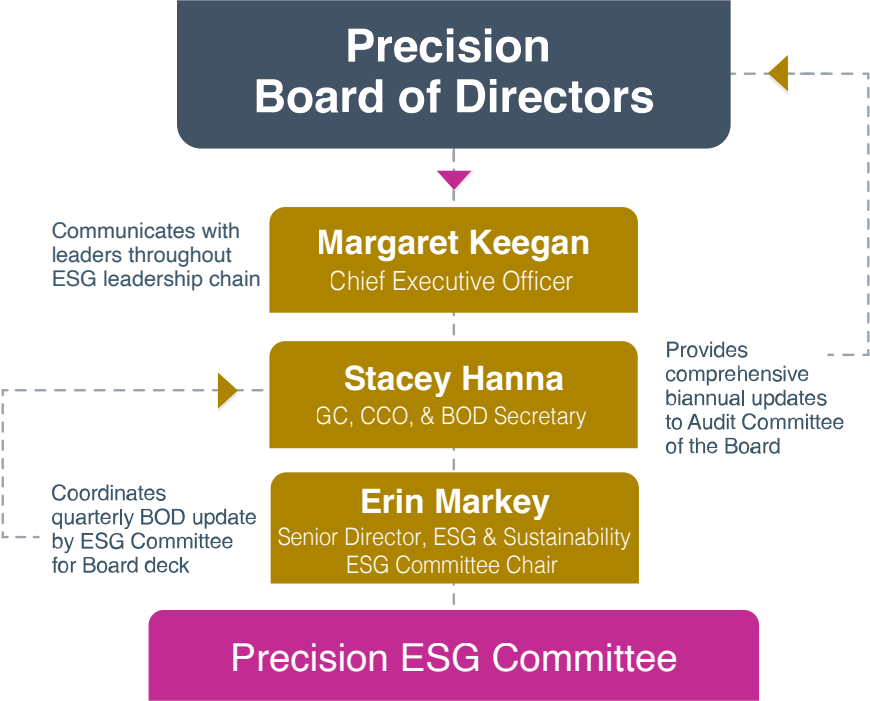 Precision
Board of Directors
Communicates with
leaders throughout
ESG leadership chain
Margaret Keegan
Chief Executive Officer
Stacey Hanna
GC, CCO, & BOD Secretary
Provides
comprehensive
biannual updates
to Audit Committee
of the Board
Coordinates
quarterly BOD update
by ESG Committee
for Board deck
Erin Markey
Senior Director, ESG & Sustainability
ESG Committee Chair
Precision ESG Committee